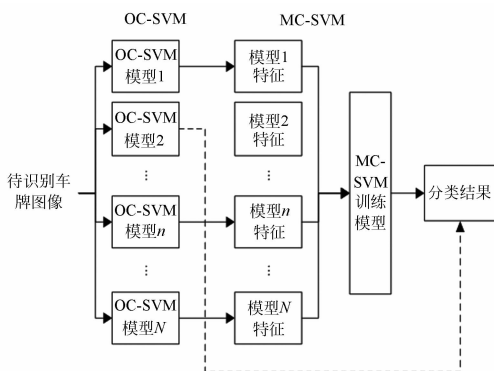 OC-SVM
MC-SVM
OC-SVM
模型1
模型1
特征
OC-SVM
模型2
模型2
特征
待识别车
牌图像
⋮
⋮
OC-SVM
模型n
模型n
特征
⋮
⋮
OC-SVM
模型N
模型N
特征
MC-
SVM
训练
模型
分类结果